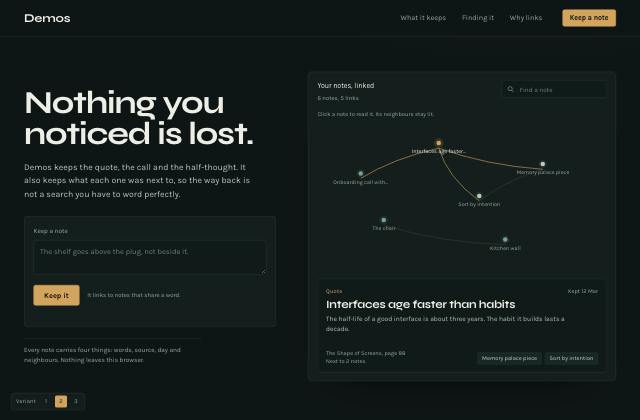 Demos
What it keeps
Finding it
Why links
Keep a note
Nothing you
noticed is lost.
Demos keeps the quote, the call and the half-thought. It
also keeps what each one was next to, so the way back is
not a search you have to word perfectly.
Keep a note
The shelf goes above the plug, not beside it.
Keep it
It links to notes that share a word.
Every note carries four things: words, source, day and
neighbours. Nothing leaves this browser.
Variant 1 2 3
Your notes, linked
6 notes, 5 links
Find a note
Click a note to read it. Its neighbours stay lit.
Interfaces age faster…
Onboarding call with…
Memory palace piece
Sort by intention
The chair
Kitchen wall
Quote
Kept 12 Mar
Interfaces age faster than habits
The half-life of a good interface is about three years. The habit it builds lasts a
decade.
The Shape of Screens, page 88
Next to 2 notes
Memory palace piece
Sort by intention